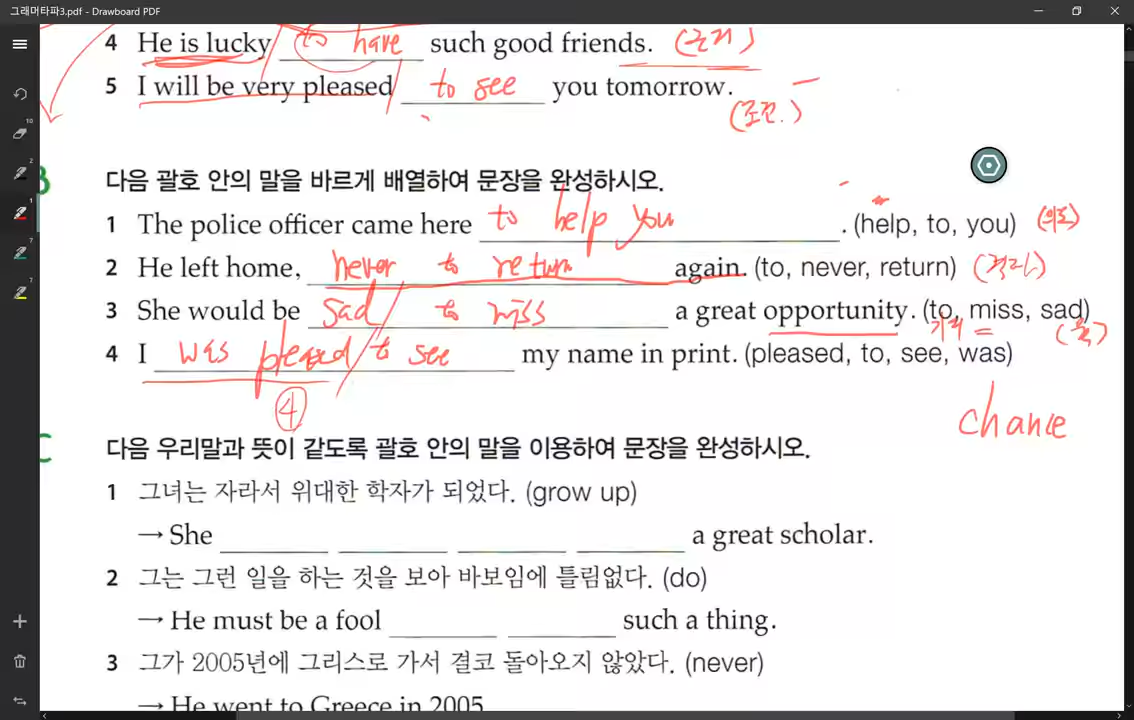 그래머타파3.pdf - Drawboard PDF
4 He is lucky to have such good friends. (근거)
5 I will be very pleased to see you tomorrow.
(조건.)
다음 괄호 안의 말을 바르게 배열하여 문장을 완성하시오.
1 The police officer came here to help you . (help, to, you) (의도)
2 He left home, never to return again. (to, never, return) (결과)
3 She would be sad to miss a great opportunity. (to, miss, sad)
기회
4 I was pleased to see my name in print. (pleased, to, see, was)
④
chance
C 다음 우리말과 뜻이 같도록 괄호 안의 말을 이용하여 문장을 완성하시오.
1 그녀는 자라서 위대한 학자가 되었다. (grow up)
→ She ____ ____ ____ ____ a great scholar.
2 그는 그런 일을 하는 것을 보아 바보임에 틀림없다. (do)
→ He must be a fool ____ ____ such a thing.
3 그가 2005년에 그리스로 가서 결코 돌아오지 않았다. (never)
→ He went to Greece in 2005